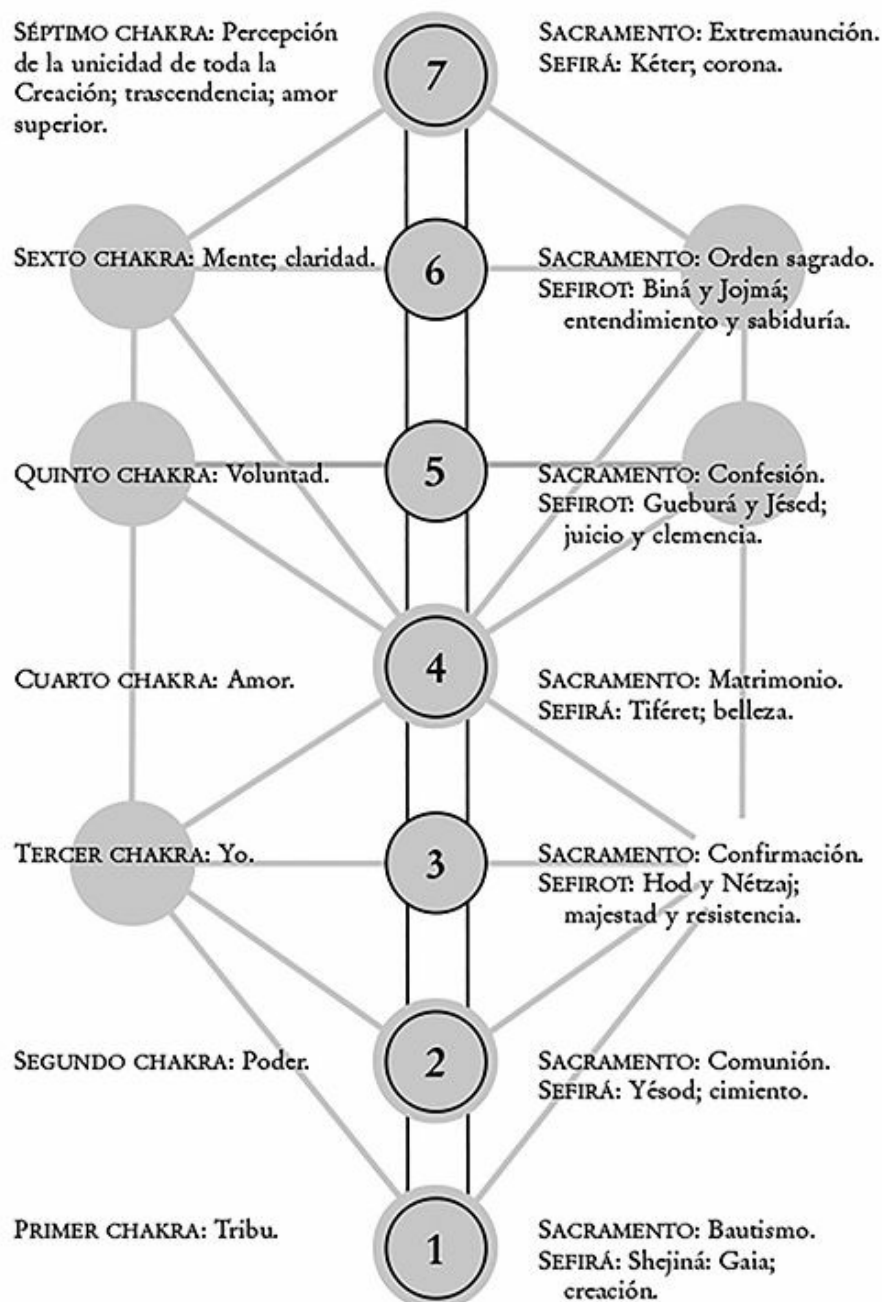 SÉPTIMO CHAKRA: Percepción
de la unicidad de toda la
Creación; trascendencia; amor
superior.
7
SACRAMENTO: Extremaunción.
SEFIRÁ: Kéter; corona.
SEXTO CHAKRA: Mente; claridad.
6
SACRAMENTO: Orden sagrado.
SEFIROT: Biná y Jojmá;
entendimiento y sabiduría.
QUINTO CHAKRA: Voluntad.
5
SACRAMENTO: Confesión.
SEFIROT: Gueburá y Jésed;
juicio y clemencia.
CUARTO CHAKRA: Amor.
4
SACRAMENTO: Matrimonio.
SEFIRÁ: Tiféret; belleza.
TERCER CHAKRA: Yo.
3
SACRAMENTO: Confirmación.
SEFIROT: Hod y Nétzaj;
majestad y resistencia.
SEGUNDO CHAKRA: Poder.
2
SACRAMENTO: Comunión.
SEFIRÁ: Yésod; cimiento.
PRIMER CHAKRA: Tribu.
1
SACRAMENTO: Bautismo.
SEFIRÁ: Shejiná: Gaia;
creación.